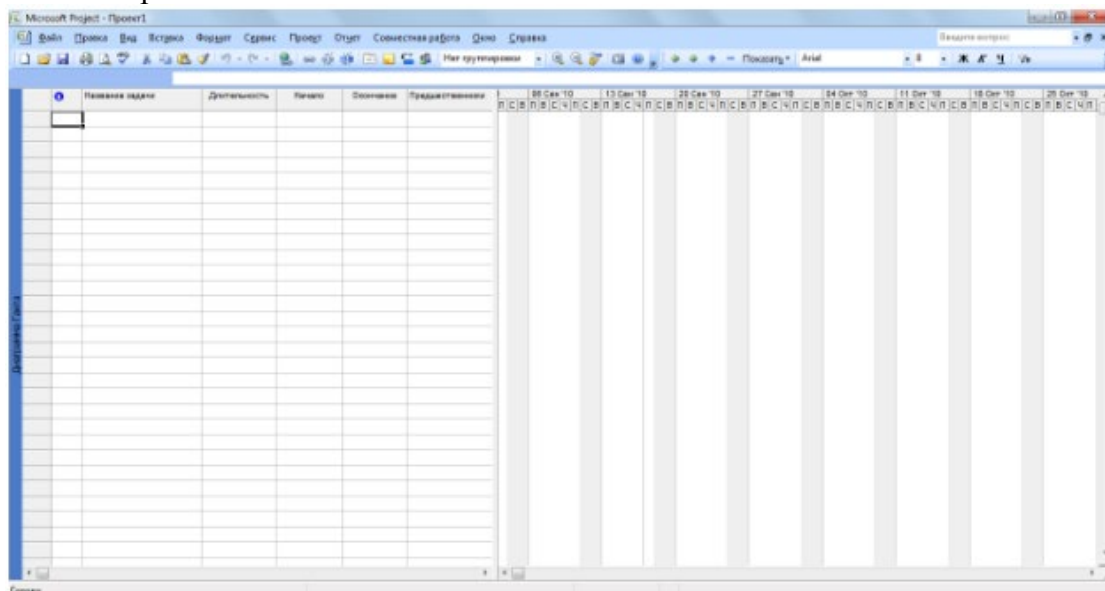 Microsoft Project - Проект1
Файл Правка Вид Вставка Формат Сервис Проект Отчет Совместная работа Окно Справка Введите вопрос
Нет группировки Показать Arial 8 Ж К Ч
Название задачи Длительность Начало Окончание Предшественники
06 Сен '10 13 Сен '10 20 Сен '10 27 Сен '10 04 Окт '10 11 Окт '10 18 Окт '10 25 Окт '10
П С В П В С Ч П С В П В С Ч П С В П В С Ч П С В П В С Ч П С В П В С Ч П С В П В С Ч П С В П В С Ч П С В П В С Ч П
Диаграмма Ганта
Готово